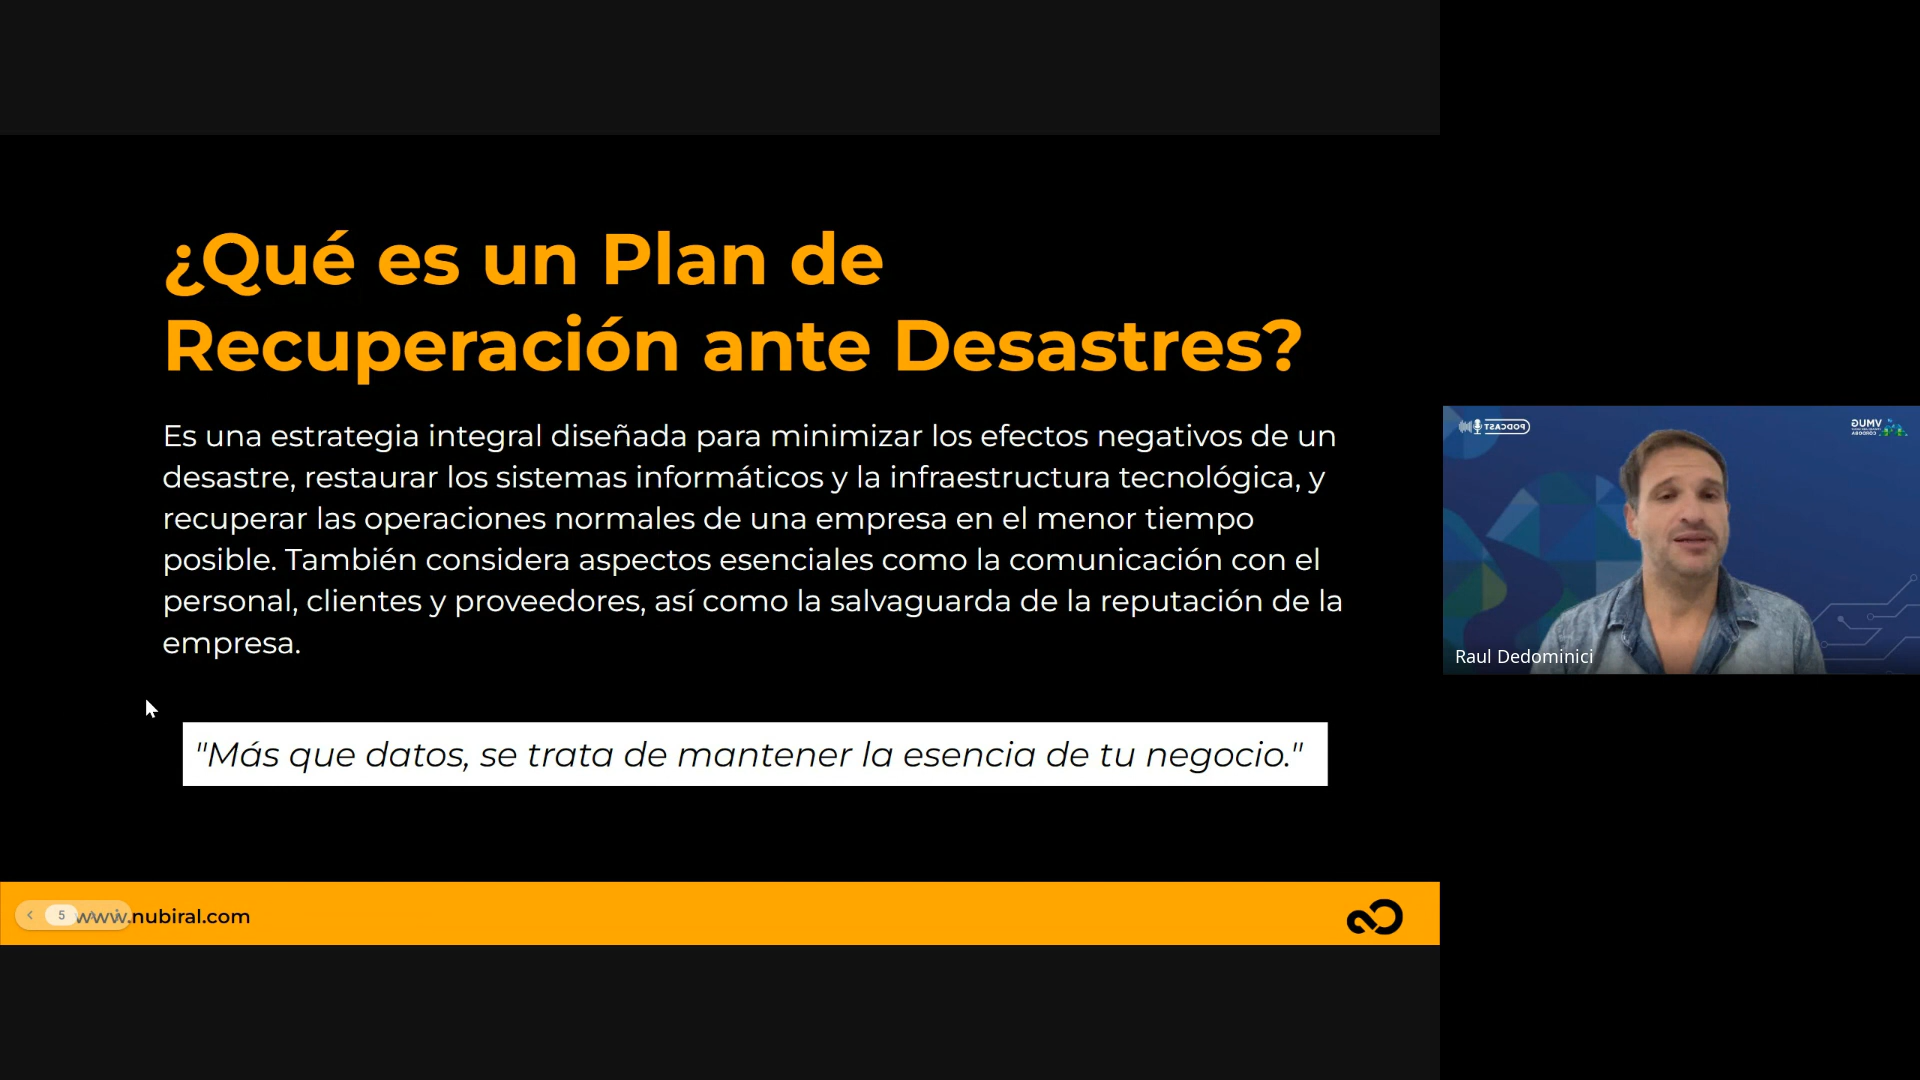 ¿Qué es un Plan de
Recuperación ante Desastres?
Es una estrategia integral diseñada para minimizar los efectos negativos de un
desastre, restaurar los sistemas informáticos y la infraestructura tecnológica, y
recuperar las operaciones normales de una empresa en el menor tiempo
posible. También considera aspectos esenciales como la comunicación con el
personal, clientes y proveedores, así como la salvaguarda de la reputación de la
empresa.
"Más que datos, se trata de mantener la esencia de tu negocio."
5
www.nubiral.com
PODCAST
VMUG
CÓRDOBA
Raul Dedominici